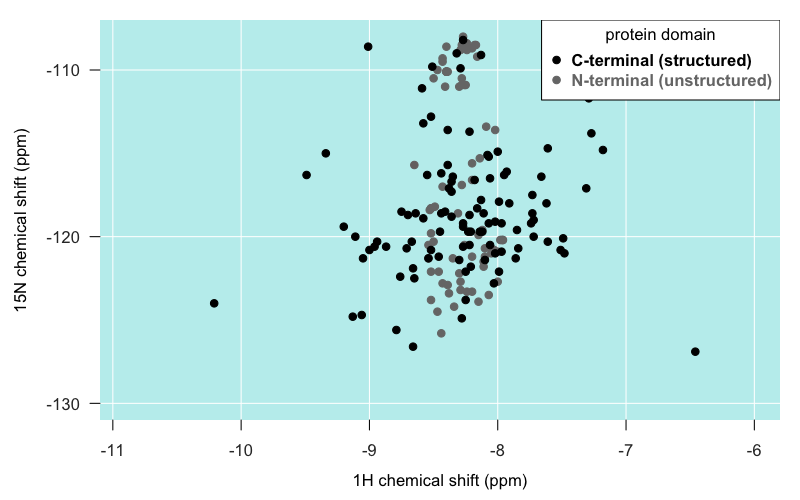 protein domain
C-terminal (structured)
N-terminal (unstructured)
15N chemical shift (ppm)
-110
-120
-130
-11 -10 -9 -8 -7 -6
1H chemical shift (ppm)